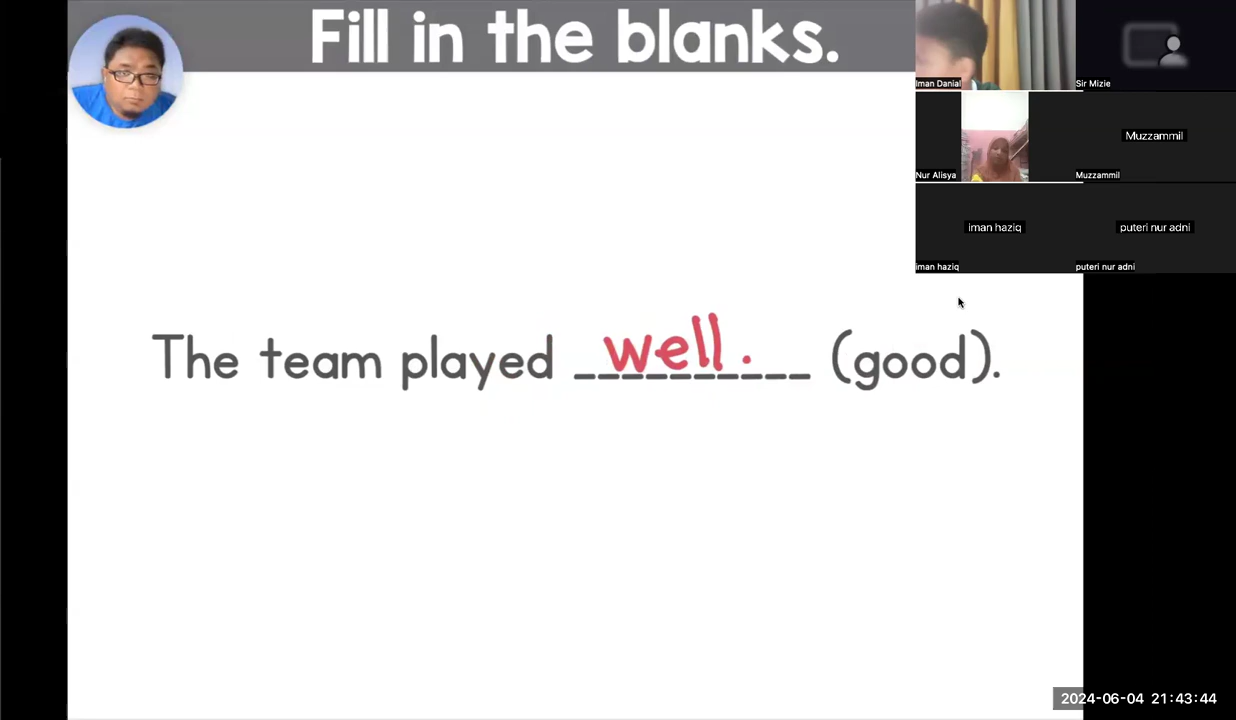 Fill in the blanks.
Iman Danial
Sir Mizie
Muzzammil
Nur Alisya
Muzzammil
iman haziq
puteri nur adni
iman haziq
puteri nur adni
The team played well. (good).
2024-06-04 21:43:44